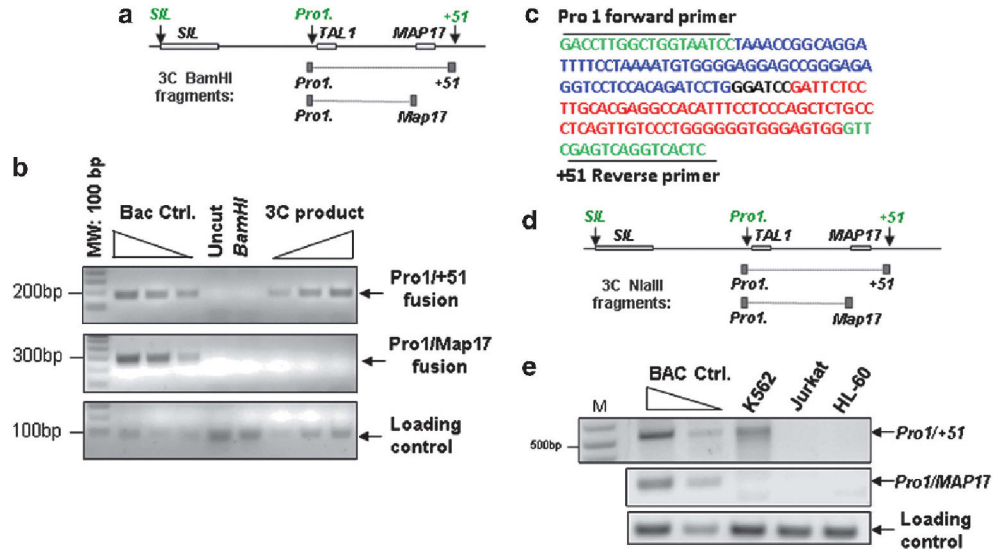 a
SIL
Pro1.
+51
SIL
TAL1
MAP17
3C BamHI
fragments:
Pro1.
+51
Pro1.
Map17
b
MW: 100 bp
Bac Ctrl.
Uncut
BamHI
3C product
200bp
Pro1/+51
fusion
300bp
Pro1/Map17
fusion
100bp
Loading
control
c
Pro 1 forward primer
GACCTTGGCTGGTAATCCTAAACCGGCAGGA
TTTTCCTAAAATGTGGGGAGGAGCCGGGAGA
GGTCCTCCACAGATCCTGGGATCCGATTCTCC
TTGCACGAGGCCACATTTCCTCCCAGCTCTGCC
CTCAGTTGTCCCTGGGGGGTGGGAGTGGGTT
CGAGTCAGGTCACTC
+51 Reverse primer
d
SIL
Pro1.
+51
SIL
TAL1
MAP17
3C NlaIII
fragments:
Pro1.
+51
Pro1.
Map17
e
M
BAC Ctrl.
K562
Jurkat
HL-60
500bp
Pro1/+51
Pro1/MAP17
Loading
control